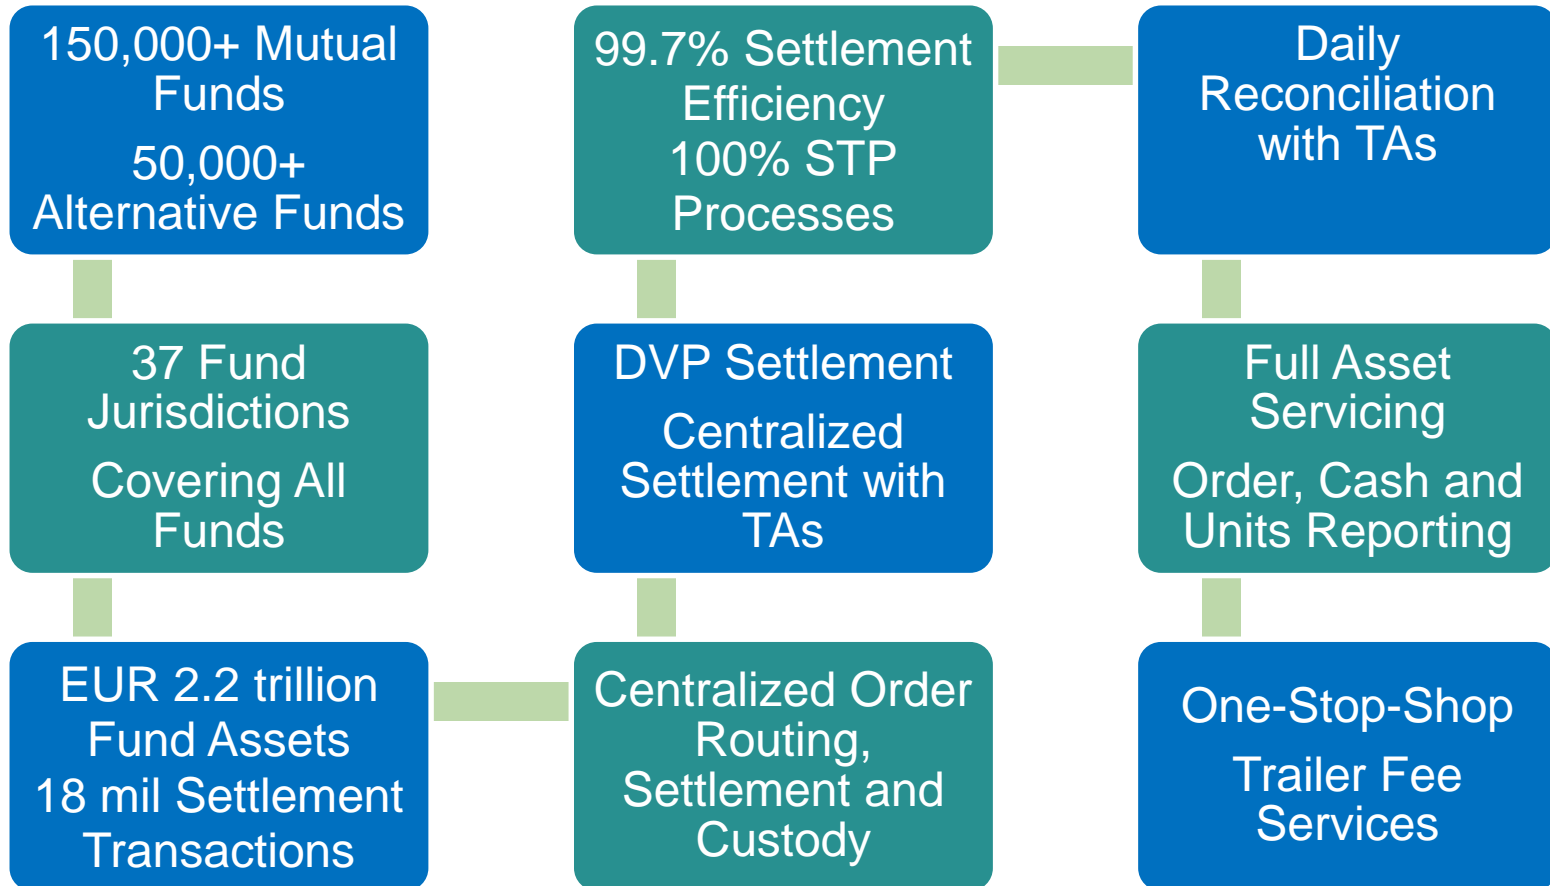 150,000+ Mutual
Funds
50,000+
Alternative Funds
37 Fund
Jurisdictions
Covering All
Funds
EUR 2.2 trillion
Fund Assets
18 mil Settlement
Transactions
Centralized Order
Routing,
Settlement and
Custody
DVP Settlement
Centralized
Settlement with
TAs
99.7% Settlement
Efficiency
100% STP
Processes
Daily
Reconciliation
with TAs
Full Asset
Servicing
Order, Cash and
Units Reporting
One-Stop-Shop
Trailer Fee
Services